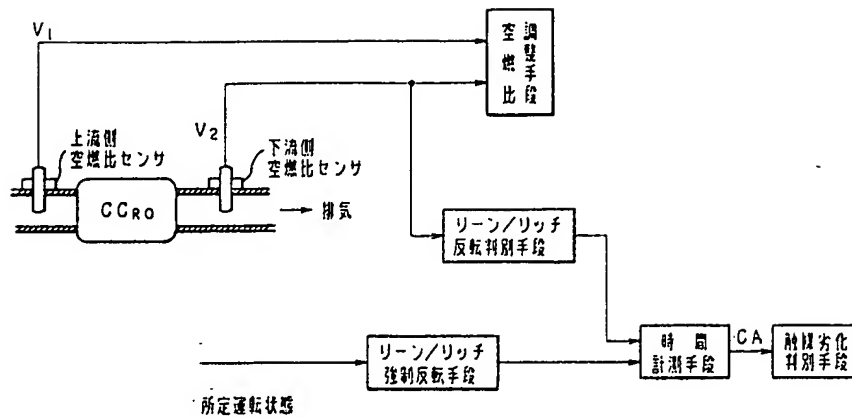 V1
空燃比
調整手段
V2
上流側
空燃比センサ
下流側
空燃比センサ
CCRO
排気
リーン/リッチ
反転判別手段
時間
計測手段
CA
触媒劣化
判別手段
リーン/リッチ
強制反転手段
所定運転状態